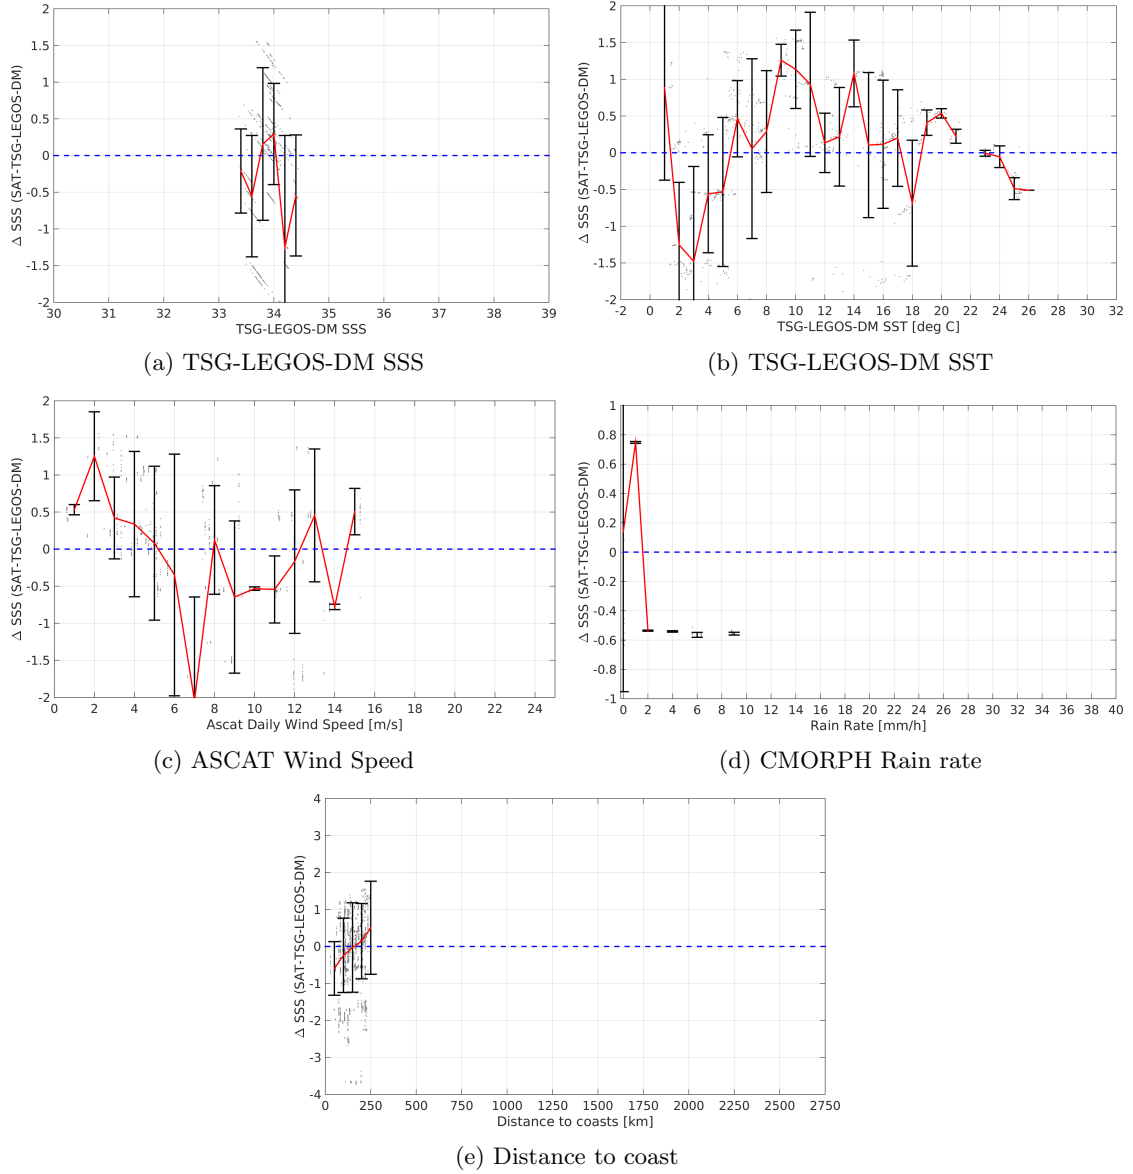 2
1.5
1
0.5
0
-0.5
-1
-1.5
-2
30 31 32 33 34 35 36 37 38 39
TSG-LEGOS-DM SSS
Δ SSS (SAT-TSG-LEGOS-DM)
(a) TSG-LEGOS-DM SSS
2
1.5
1
0.5
0
-0.5
-1
-1.5
-2
-2 0 2 4 6 8 10 12 14 16 18 20 22 24 26 28 30 32
TSG-LEGOS-DM SST [deg C]
Δ SSS (SAT-TSG-LEGOS-DM)
(b) TSG-LEGOS-DM SST
2
1.5
1
0.5
0
-0.5
-1
-1.5
-2
0 2 4 6 8 10 12 14 16 18 20 22 24
Ascat Daily Wind Speed [m/s]
Δ SSS (SAT-TSG-LEGOS-DM)
(c) ASCAT Wind Speed
1
0.8
0.6
0.4
0.2
0
-0.2
-0.4
-0.6
-0.8
-1
0 2 4 6 8 10 12 14 16 18 20 22 24 26 28 30 32 34 36 38 40
Rain Rate [mm/h]
Δ SSS (SAT-TSG-LEGOS-DM)
(d) CMORPH Rain rate
4
3
2
1
0
-1
-2
-3
-4
0 250 500 750 1000 1250 1500 1750 2000 2250 2500 2750
Distance to coasts [km]
Δ SSS (SAT-TSG-LEGOS-DM)
(e) Distance to coast